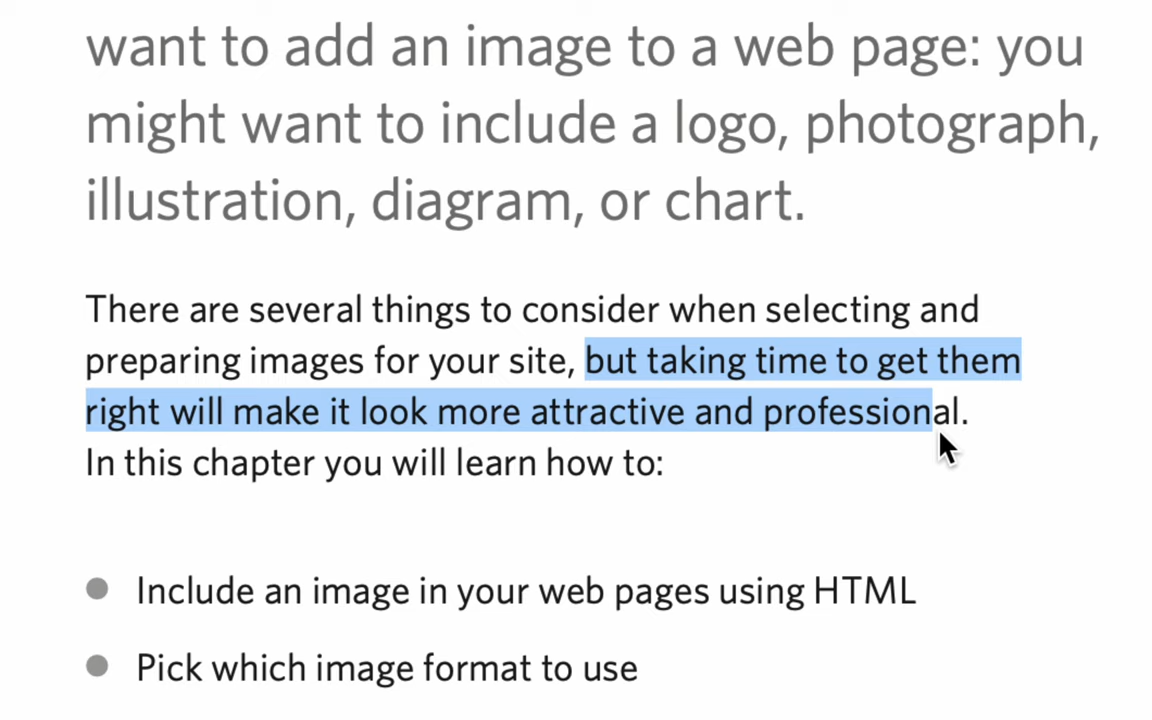 want to add an image to a web page: you
might want to include a logo, photograph,
illustration, diagram, or chart.
There are several things to consider when selecting and
preparing images for your site, but taking time to get them
right will make it look more attractive and professional.
In this chapter you will learn how to:
Include an image in your web pages using HTML
Pick which image format to use